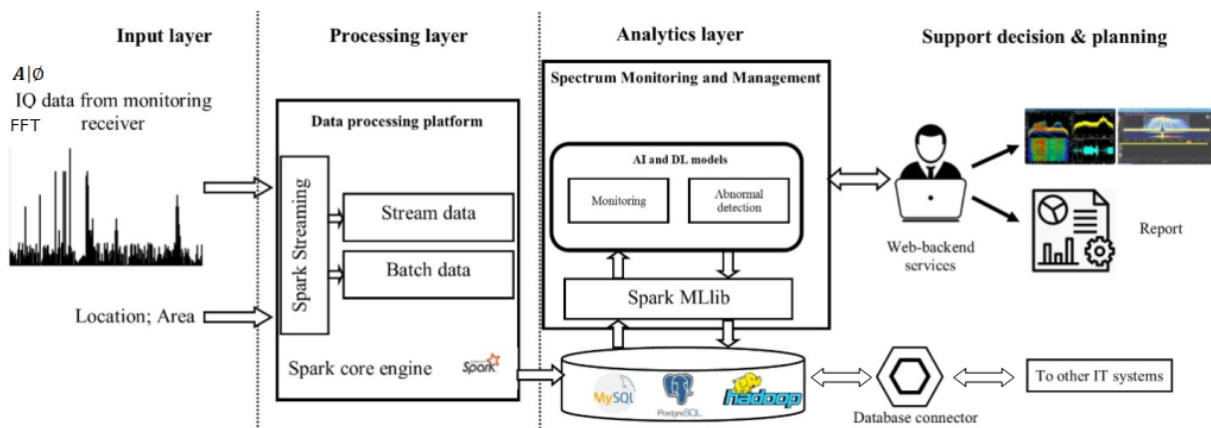 Input layer
Processing layer
Analytics layer
Support decision & planning
A|Ø
IQ data from monitoring
FFT receiver
Location; Area
Data processing platform
Spark Streaming
Stream data
Batch data
Spark core engine
Spark
Spectrum Monitoring and Management
AI and DL models
Monitoring
Abnormal
detection
Spark MLlib
MySQL
PostgreSQL
hadoop
Web-backend
services
Report
Database connector
To other IT systems